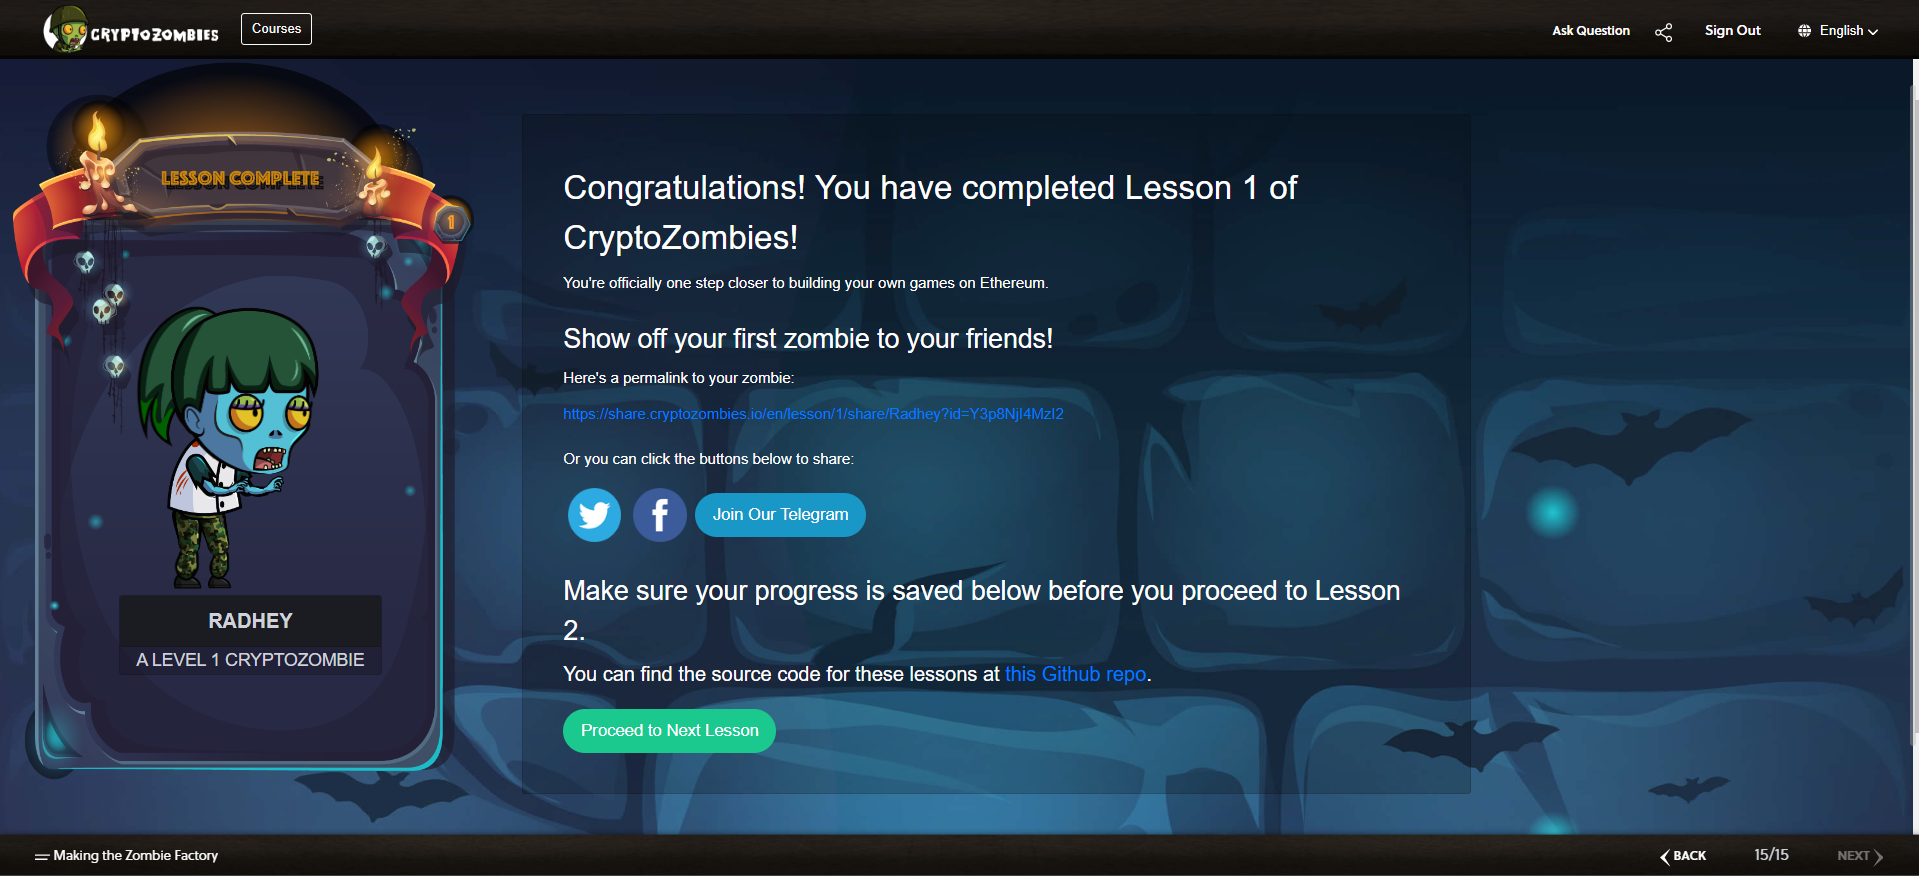 CRYPTOZOMBIES
Courses
Ask Question
Sign Out
English
LESSON COMPLETE
1
RADHEY
A LEVEL 1 CRYPTOZOMBIE
Congratulations! You have completed Lesson 1 of
CryptoZombies!
You're officially one step closer to building your own games on Ethereum.
Show off your first zombie to your friends!
Here's a permalink to your zombie:
https://share.cryptozombies.io/en/lesson/1/share/Radhey?id=Y3p8NjI4MzI2
Or you can click the buttons below to share:
Join Our Telegram
Make sure your progress is saved below before you proceed to Lesson
2.
You can find the source code for these lessons at this Github repo.
Proceed to Next Lesson
Making the Zombie Factory
BACK
15/15
NEXT